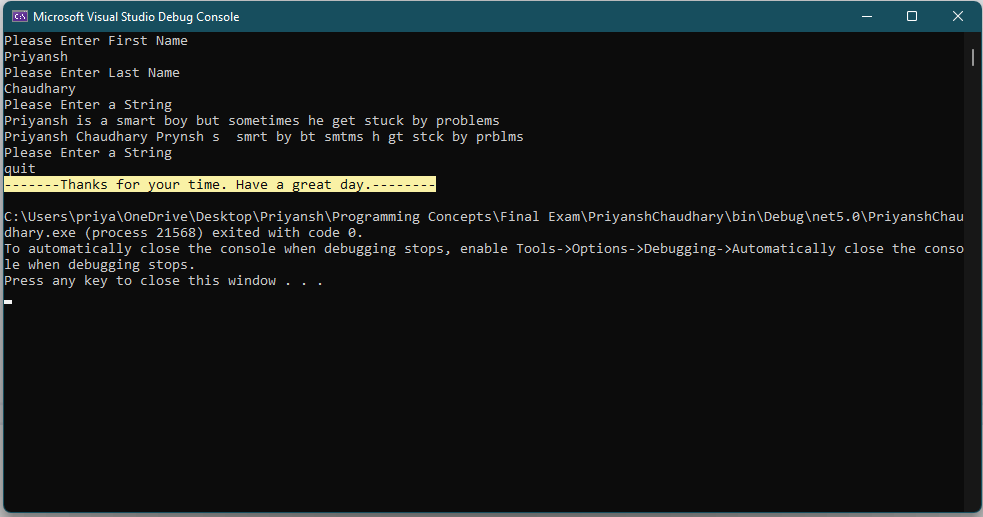 Microsoft Visual Studio Debug Console
Please Enter First Name
Priyansh
Please Enter Last Name
Chaudhary
Please Enter a String
Priyansh is a smart boy but sometimes he get stuck by problems
Priyansh Chaudhary Prynsh s  smrt by bt smtms h gt stck by prblms
Please Enter a String
quit
-------Thanks for your time. Have a great day.--------
C:\Users\priya\OneDrive\Desktop\Priyansh\Programming Concepts\Final Exam\PriyanshChaudhary\bin\Debug\net5.0\PriyanshChau
dhary.exe (process 21568) exited with code 0.
To automatically close the console when debugging stops, enable Tools->Options->Debugging->Automatically close the conso
le when debugging stops.
Press any key to close this window . . .